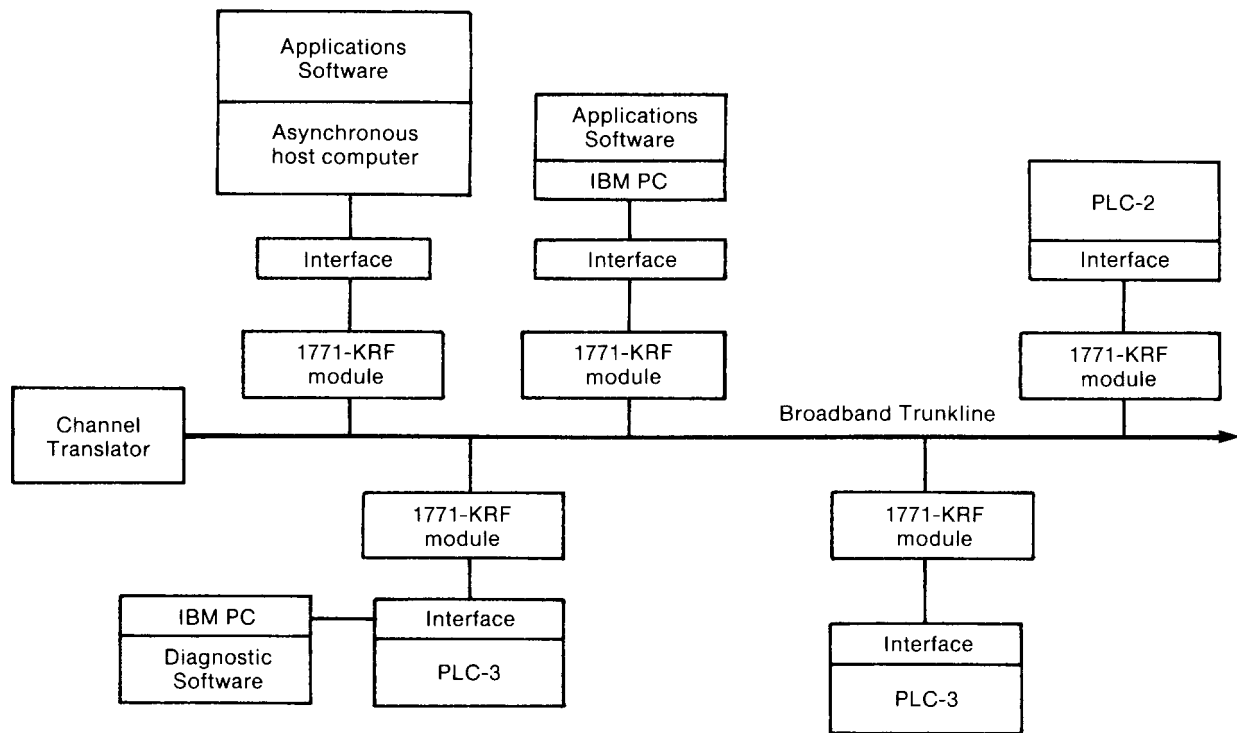 Applications
Software
Asynchronous
host computer
Interface
1771-KRF
module
Applications
Software
IBM PC
Interface
1771-KRF
module
PLC-2
Interface
1771-KRF
module
Channel
Translator
Broadband Trunkline
1771-KRF
module
Interface
PLC-3
IBM PC
Diagnostic
Software
1771-KRF
module
Interface
PLC-3